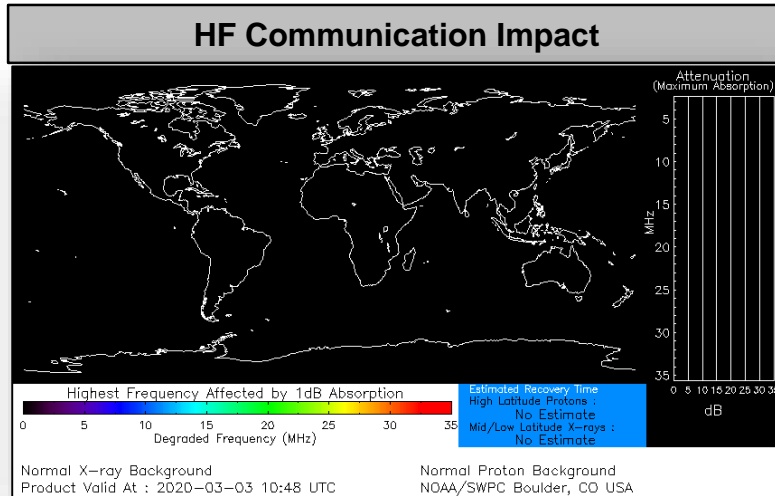 HF Communication Impact
Attenuation
(Maximum Absorption)
5
10
15
MHz
20
25
30
35
0 5 10 15 20 25 30
dB
Highest Frequency Affected by 1dB Absorption
0 5 10 15 20 25 30 35
Degraded Frequency (MHz)
Estimated Recovery Time
High Latitude Protons :
No Estimate
Mid/Low Latitude X-rays :
No Estimate
Normal X-ray Background
Normal Proton Background
Product Valid At : 2020-03-03 10:48 UTC
NOAA/SWPC Boulder, CO USA